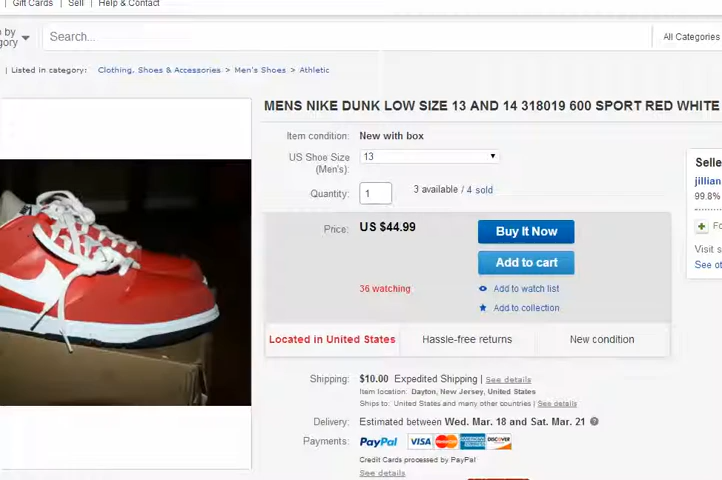 Gift Cards | Sell | Help & Contact
by
Search...
All Categories
| Listed in category: Clothing, Shoes & Accessories > Men's Shoes > Athletic
MENS NIKE DUNK LOW SIZE 13 AND 14 318019 600 SPORT RED WHITE
Item condition: New with box
US Shoe Size (Men's): 13
Quantity: 1 3 available / 4 sold
Price: US $44.99
Buy It Now
Add to cart
36 watching
Add to watch list
Add to collection
Located in United States Hassle-free returns New condition
Shipping: $10.00 Expedited Shipping | See details
Item location: Dayton, New Jersey, United States
Ships to: United States and many other countries | See details
Delivery: Estimated between Wed. Mar. 18 and Sat. Mar. 21
Payments: PayPal VISA MasterCard DISCOVER
Credit Cards processed by PayPal
See details
jillian
99.8%
Visit s